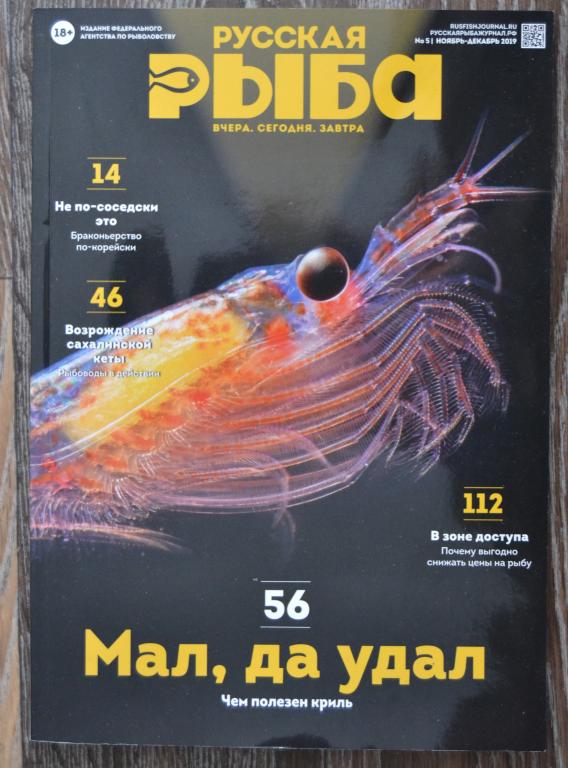 18+
ИЗДАНИЕ ФЕДЕРАЛЬНОГО
АГЕНТСТВА ПО РЫБОЛОВСТВУ
RUSFISHJOURNAL.RU
РУССКАЯРЫБАЖУРНАЛ.РФ
№ 5 | НОЯБРЬ-ДЕКАБРЬ 2019
РУССКАЯ
РЫБА
ВЧЕРА. СЕГОДНЯ. ЗАВТРА
14
Не по-соседски
это
Браконьерство
по-корейски
46
Возрождение
сахалинской
кеты
Рыбоводы в действии
112
В зоне доступа
Почему выгодно
снижать цены на рыбу
56
Мал, да удал
Чем полезен криль